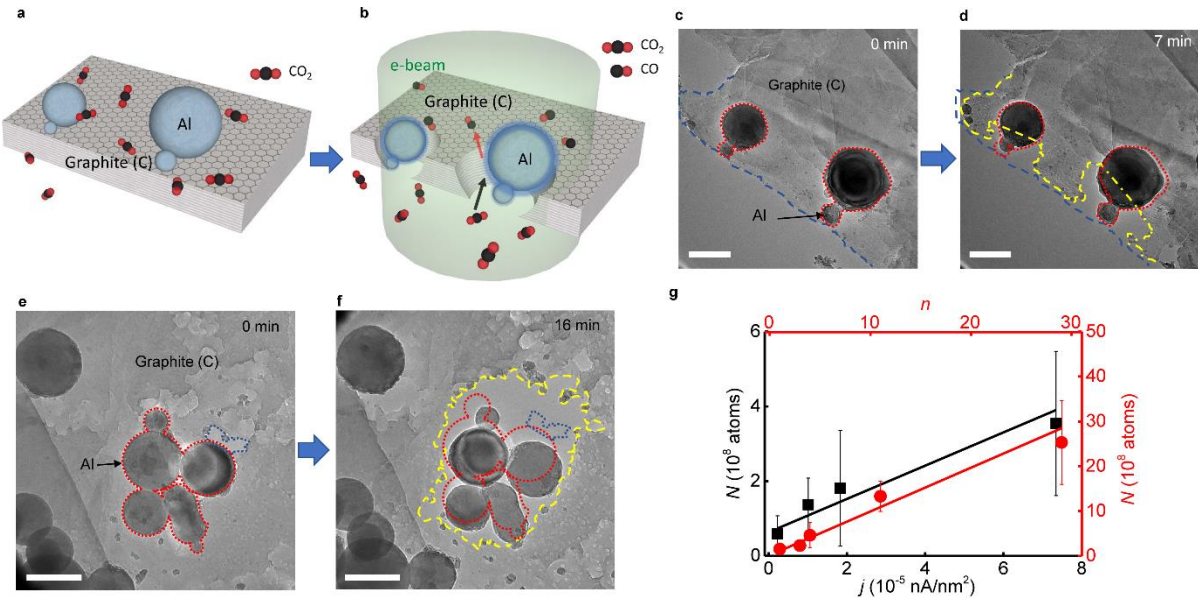 a
CO2
Al
Graphite (C)
b
e-beam
CO2
CO
Graphite (C)
Al
c
0 min
Graphite (C)
Al
d
7 min
e
0 min
Graphite (C)
Al
f
16 min
g
n
0 10 20 30
N (10^8 atoms)
6
4
2
0
50
40
30
20
10
0
N (10^8 atoms)
0 2 4 6 8
j (10^-5 nA/nm^2)